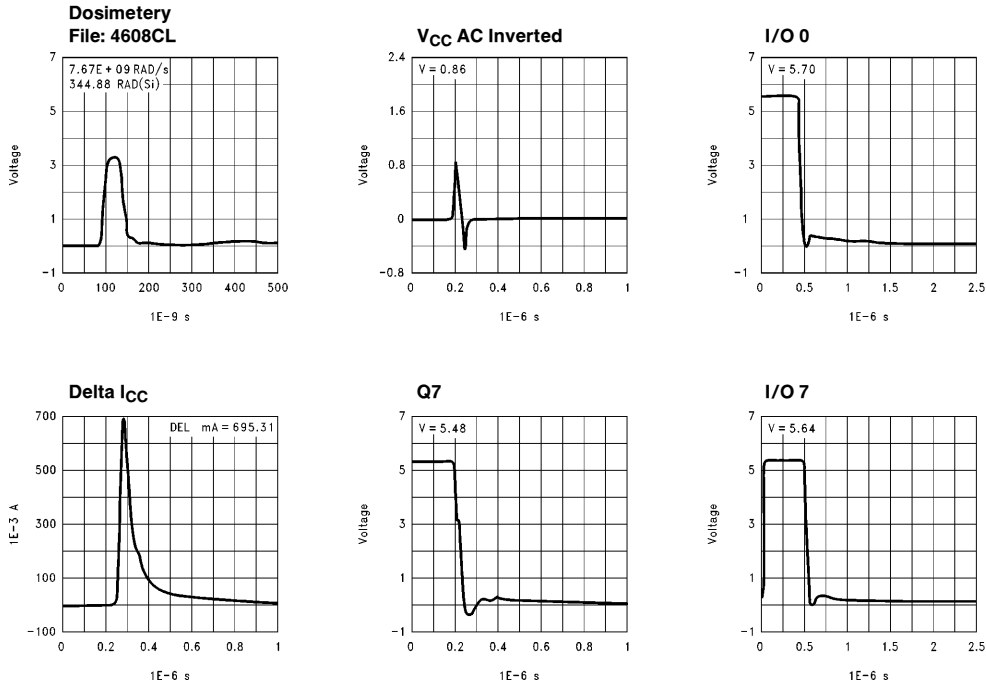 Dosimetery
File: 4608CL
7
7.67E+09 RAD/s
344.88 RAD(Si)
5
3
1
−1
Voltage
0 100 200 300 400 500
1E−9 s
VCC AC Inverted
2.4
V = 0.86
1.6
0.8
0
−0.8
Voltage
0 0.2 0.4 0.6 0.8 1
1E−6 s
I/O 0
7
V = 5.70
5
3
1
−1
Voltage
0 0.5 1 1.5 2 2.5
1E−6 s
Delta ICC
700
DEL mA = 695.31
500
300
100
−100
1E−3 A
0 0.2 0.4 0.6 0.8 1
1E−6 s
Q7
7
V = 5.48
5
3
1
−1
Voltage
0 0.2 0.4 0.6 0.8 1
1E−6 s
I/O 7
7
V = 5.64
5
3
1
−1
Voltage
0 0.5 1 1.5 2 2.5
1E−6 s